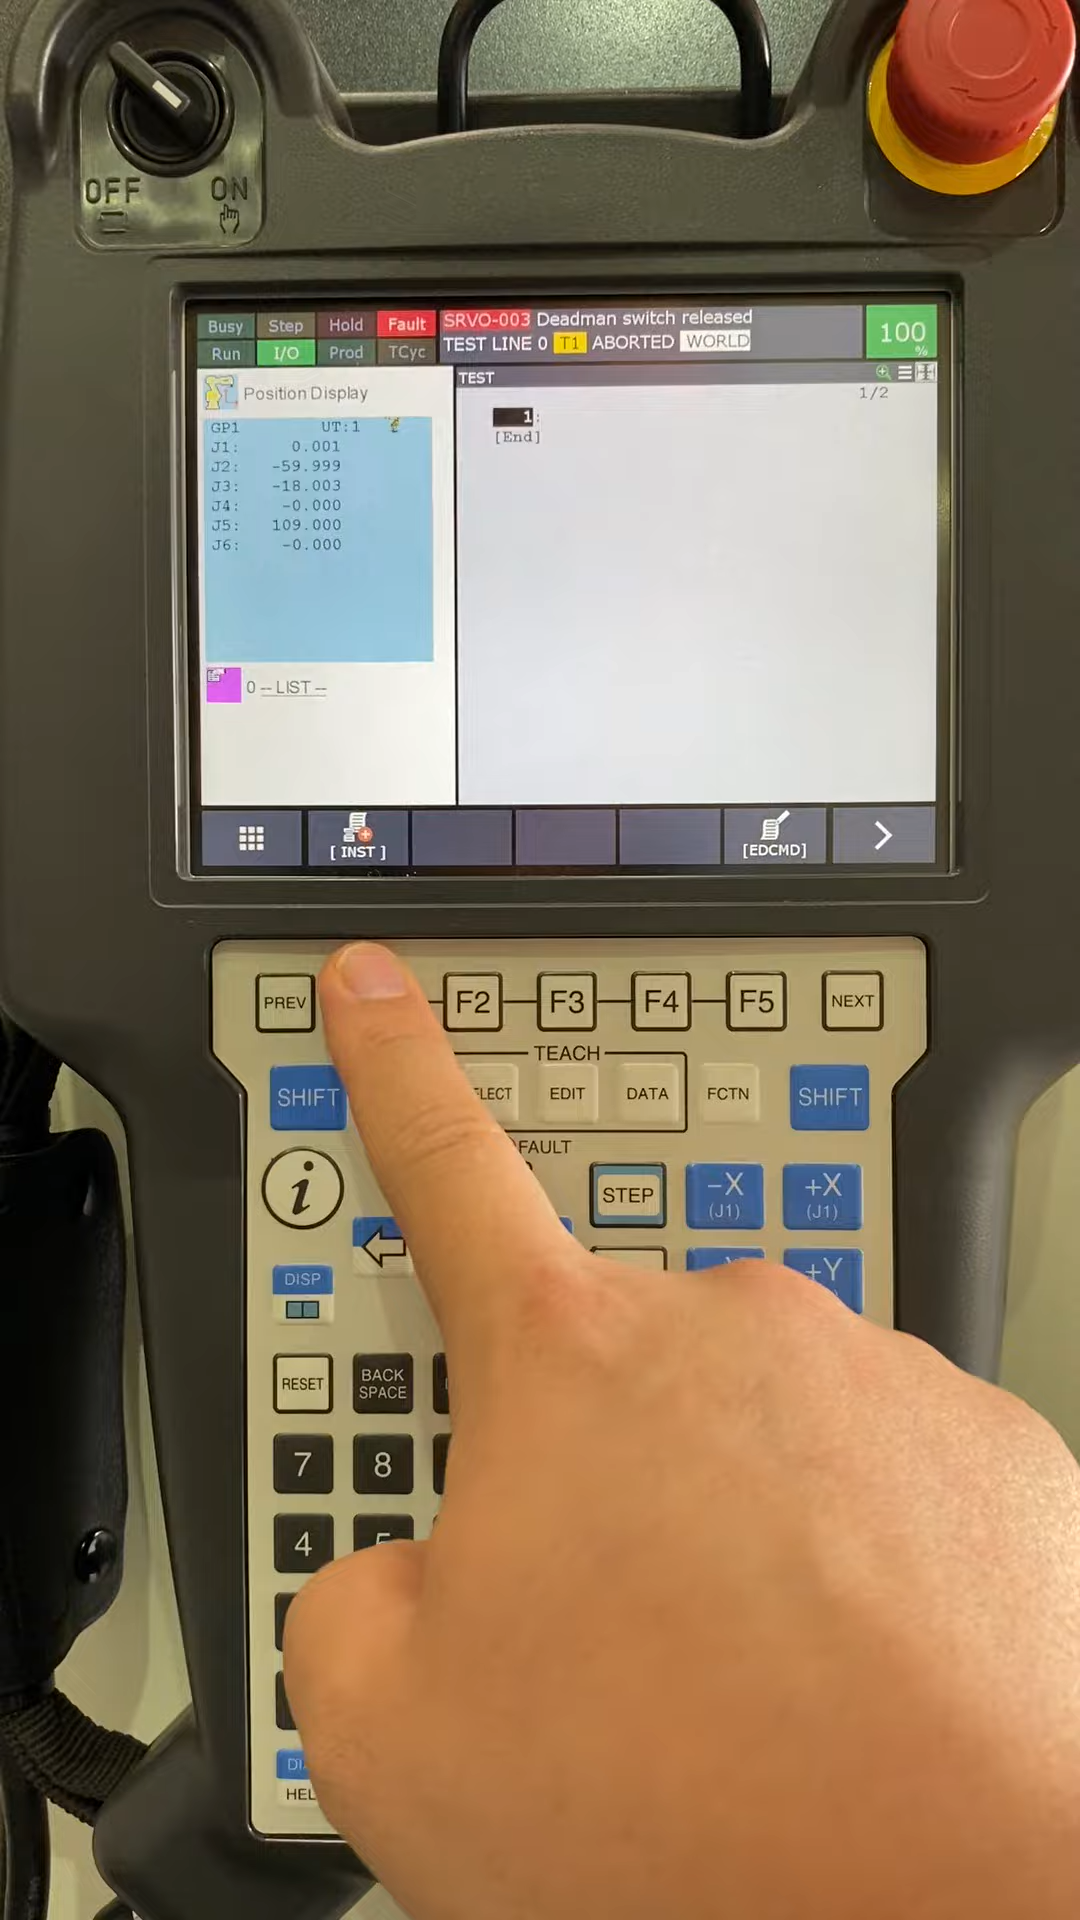 OFF ON
Busy Step Hold Fault SRVO-003 Deadman switch released
Run I/O Prod TCyc TEST LINE 0 T1 ABORTED WORLD
100
%
Position Display
TEST
1/2
GP1 UT:1
J1: 0.001
J2: -59.999
J3: -18.003
J4: -0.000
J5: 109.000
J6: -0.000
1:
[End]
0 -- LIST --
[ INST ] [EDCMD]
PREV F2 F3 F4 F5 NEXT
TEACH
SHIFT LECT EDIT DATA FCTN SHIFT
FAULT
i STEP -X (J1) +X (J1)
+Y
DISP
RESET BACK SPACE
7 8
4 5
DIA
HEL